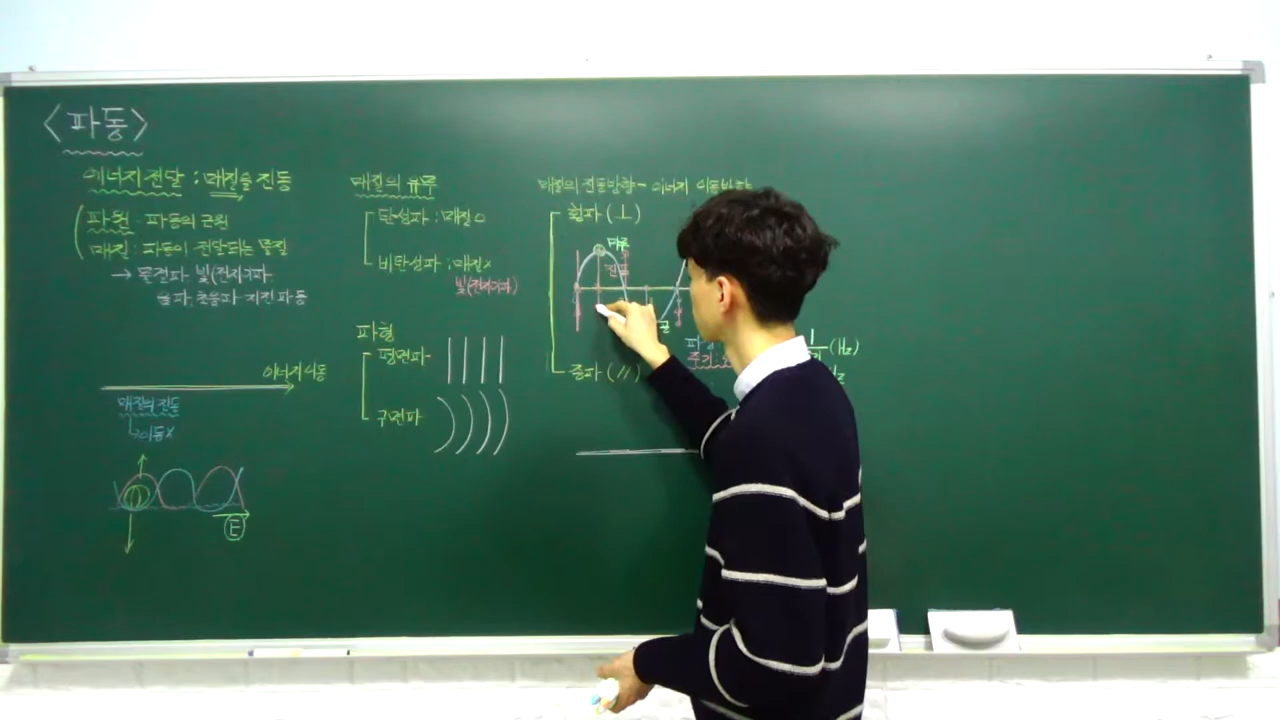 <파동>
에너지 전달 : 매질을 진동
파원 : 파동의 근원
매질 : 파동이 전달되는 물질
→ 물결파 빛(전자기파)
음파, 초음파 지진파 등
에너지 이동
매질의 진동
↳ 이동 X
E
매질의 유무
탄성파 : 매질 O
비탄성파 : 매질 X
빛(전자기파)
파형
평면파
구면파
매질의 진동방향 - 에너지 이동방향
횡파 (⊥)
마루
진폭
골
주기
1
(Hz)
종파 (//)